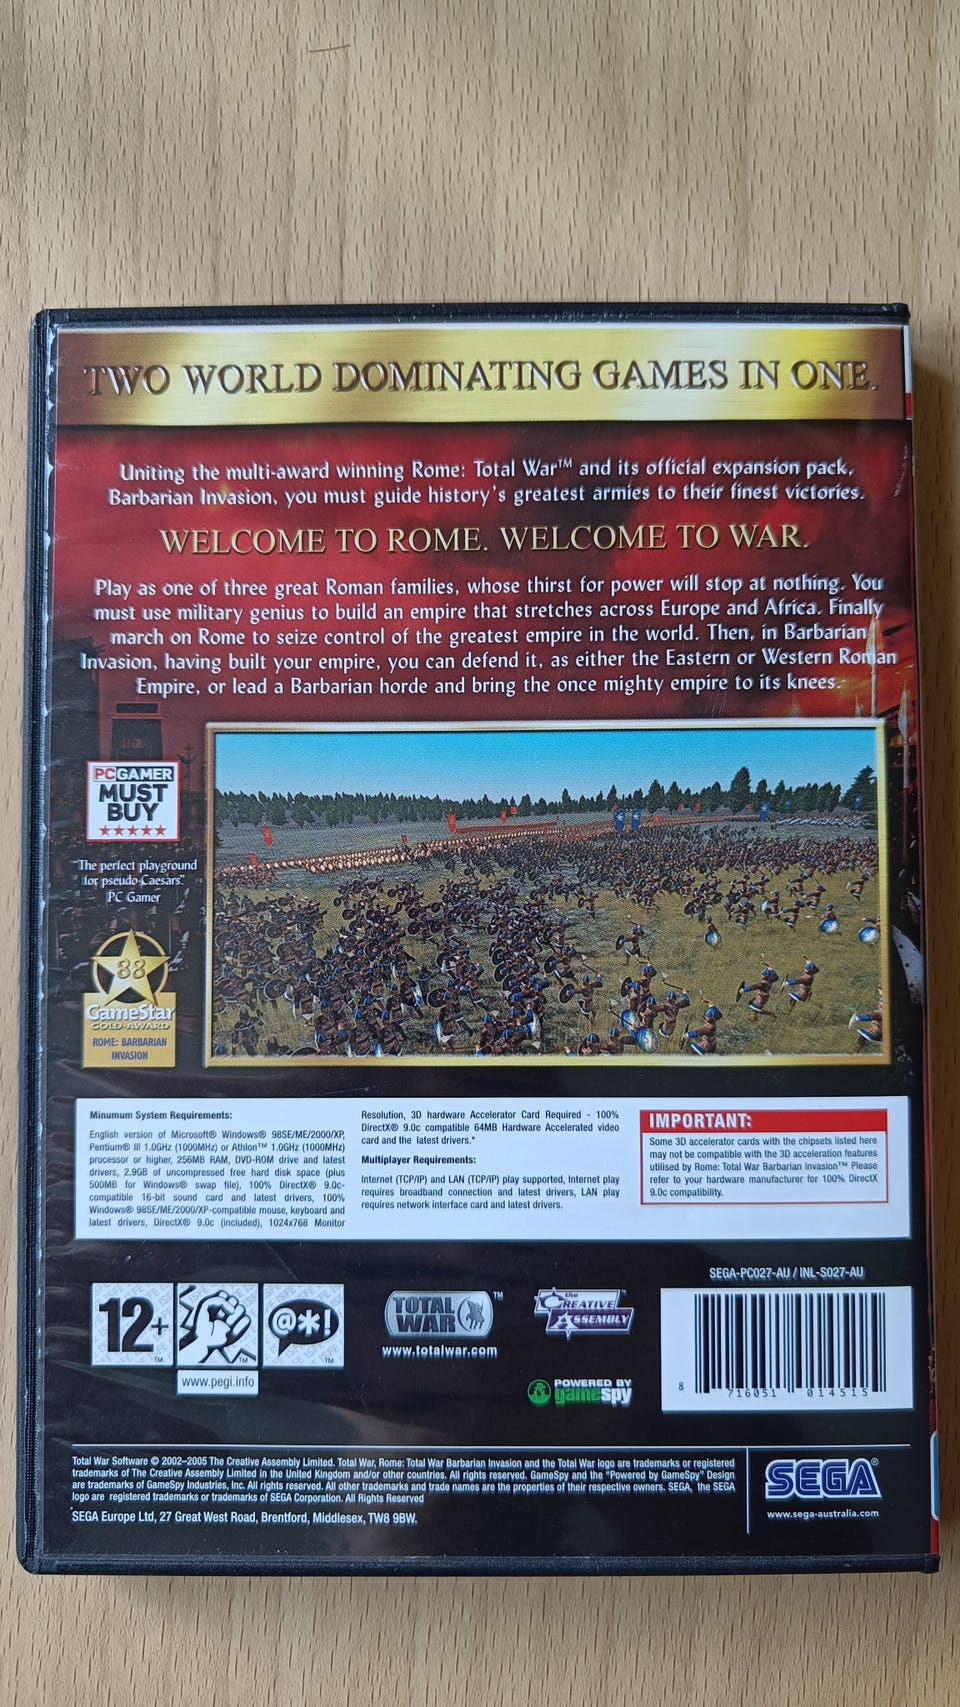 TWO WORLD DOMINATING GAMES IN ONE.
Uniting the multi-award winning Rome: Total War™ and its official expansion pack,
Barbarian Invasion, you must guide history's greatest armies to their finest victories.
WELCOME TO ROME. WELCOME TO WAR.
Play as one of three great Roman families, whose thirst for power will stop at nothing. You
must use military genius to build an empire that stretches across Europe and Africa. Finally
march on Rome to seize control of the greatest empire in the world. Then, in Barbarian
Invasion, having built your empire, you can defend it, as either the Eastern or Western Roman
Empire, or lead a Barbarian horde and bring the once mighty empire to its knees.
PCGAMER
MUST
BUY
"The perfect playground
for pseudo-Caesars."
PC Gamer
88
GameStar
GOLD-AWARD
ROME: BARBARIAN
INVASION
Minumum System Requirements:
English version of Microsoft® Windows® 98SE/ME/2000/XP,
Pentium® III 1.0GHz (1000MHz) or Athlon™ 1.0GHz (1000MHz)
processor or higher, 256MB RAM, DVD-ROM drive and latest
drivers, 2.9GB of uncompressed free hard disk space (plus
500MB for Windows® swap file), 100% DirectX® 9.0c-
compatible 16-bit sound card and latest drivers, 100%
Windows® 98SE/ME/2000/XP-compatible mouse, keyboard and
latest drivers, DirectX® 9.0c (included), 1024x768 Monitor
Resolution, 3D hardware Accelerator Card Required - 100%
DirectX® 9.0c compatible 64MB Hardware Accelerated video
card and the latest drivers.*
Multiplayer Requirements:
Internet (TCP/IP) and LAN (TCP/IP) play supported, Internet play
requires broadband connection and latest drivers, LAN play
requires network interface card and latest drivers.
IMPORTANT:
Some 3D accelerator cards with the chipsets listed here
may not be compatible with the 3D acceleration features
utilised by Rome: Total War Barbarian Invasion™ Please
refer to your hardware manufacturer for 100% DirectX
9.0c compatibility.
SEGA-PC027-AU / INL-S027-AU
12+
@*!
www.pegi.info
TOTAL
WAR™
www.totalwar.com
the
CREATIVE
ASSEMBLY
POWERED BY
gamespy
8 716051 014515
Total War Software © 2002–2005 The Creative Assembly Limited. Total War, Rome: Total War Barbarian Invasion and the Total War logo are trademarks or registered
trademarks of The Creative Assembly Limited in the United Kingdom and/or other countries. All rights reserved. GameSpy and the "Powered by GameSpy" Design
are trademarks of GameSpy Industries, Inc. All rights reserved. All other trademarks and trade names are the properties of their respective owners. SEGA, the SEGA
logo are registered trademarks or trademarks of SEGA Corporation. All Rights Reserved
SEGA Europe Ltd, 27 Great West Road, Brentford, Middlesex, TW8 9BW.
SEGA®
www.sega-australia.com